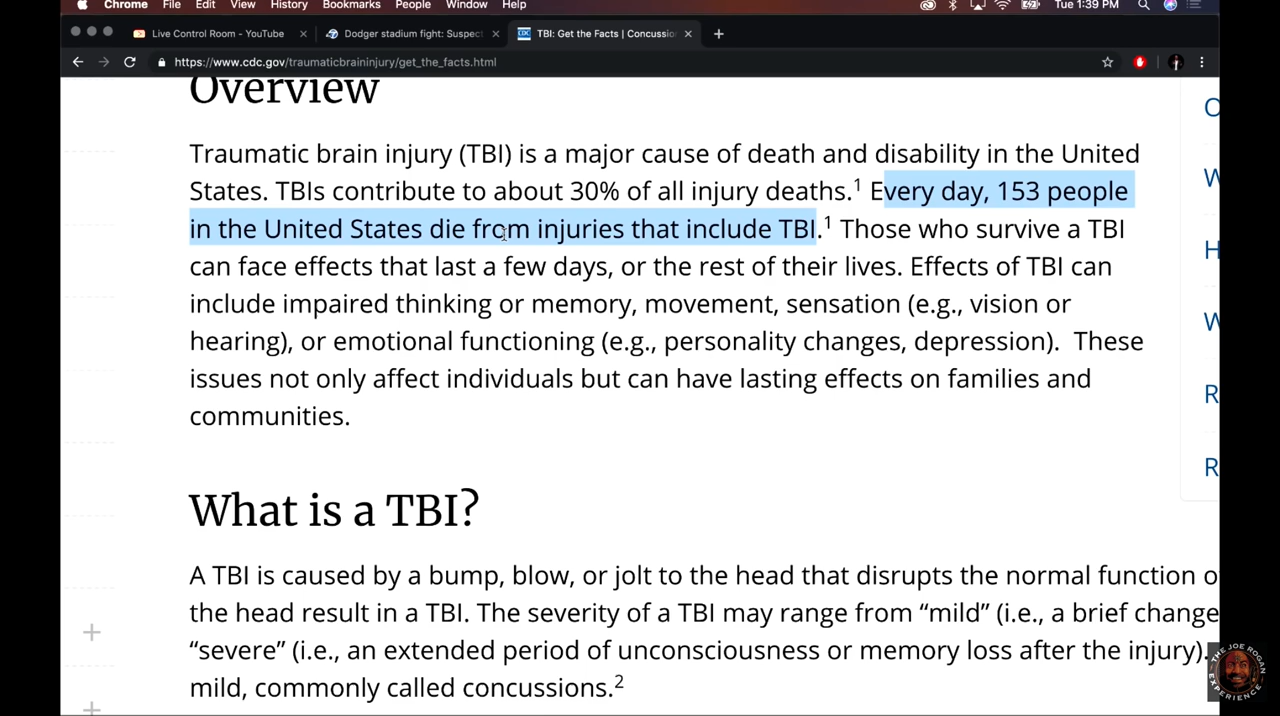 Chrome File Edit View History Bookmarks People Window Help Tue 1:39 PM
Live Control Room - YouTube × Dodger stadium fight: Suspect × TBI: Get the Facts | Concussion × +
https://www.cdc.gov/traumaticbraininjury/get_the_facts.html
Overview
Traumatic brain injury (TBI) is a major cause of death and disability in the United
States. TBIs contribute to about 30% of all injury deaths.¹ Every day, 153 people
in the United States die from injuries that include TBI.¹ Those who survive a TBI
can face effects that last a few days, or the rest of their lives. Effects of TBI can
include impaired thinking or memory, movement, sensation (e.g., vision or
hearing), or emotional functioning (e.g., personality changes, depression).  These
issues not only affect individuals but can have lasting effects on families and
communities.
What is a TBI?
A TBI is caused by a bump, blow, or jolt to the head that disrupts the normal function o
the head result in a TBI. The severity of a TBI may range from “mild” (i.e., a brief change
“severe” (i.e., an extended period of unconsciousness or memory loss after the injury).
mild, commonly called concussions.²
O
W
H
W
R
R
THE JOE ROGAN
EXPERIENCE